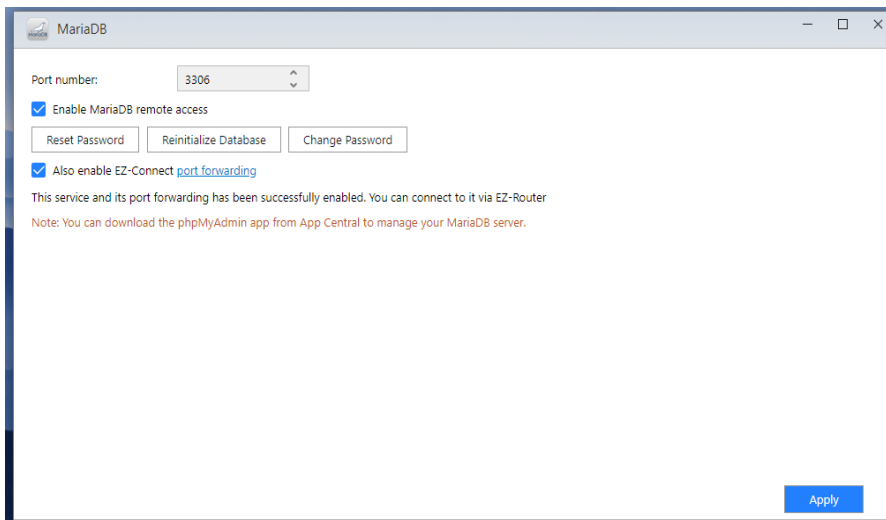 MariaDB
Port number: 3306
Enable MariaDB remote access
Reset Password Reinitialize Database Change Password
Also enable EZ-Connect port forwarding
This service and its port forwarding has been successfully enabled. You can connect to it via EZ-Router
Note: You can download the phpMyAdmin app from App Central to manage your MariaDB server.
Apply